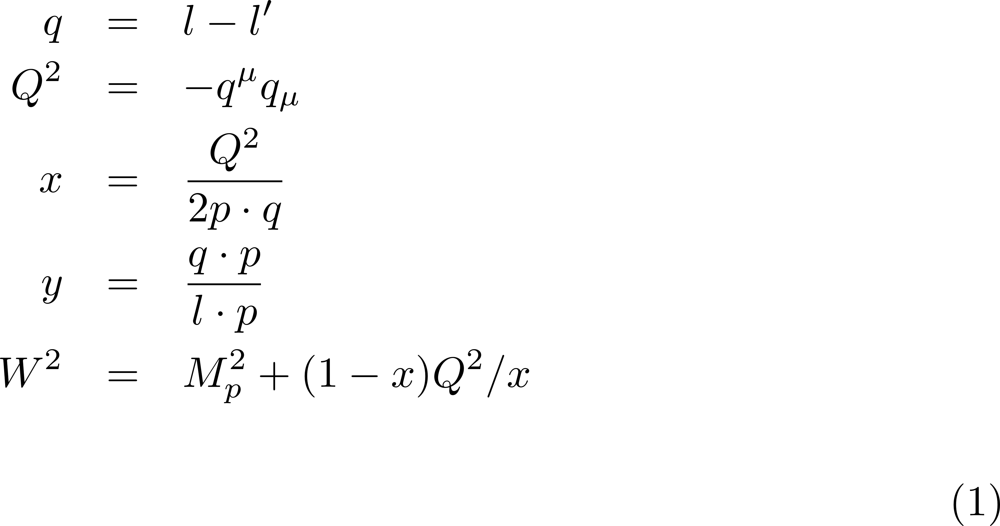 q = l − l′
Q² = −q^μ q_μ
x = Q² / 2p · q
y = q · p / l · p
W² = M_p² + (1 − x)Q²/x
(1)